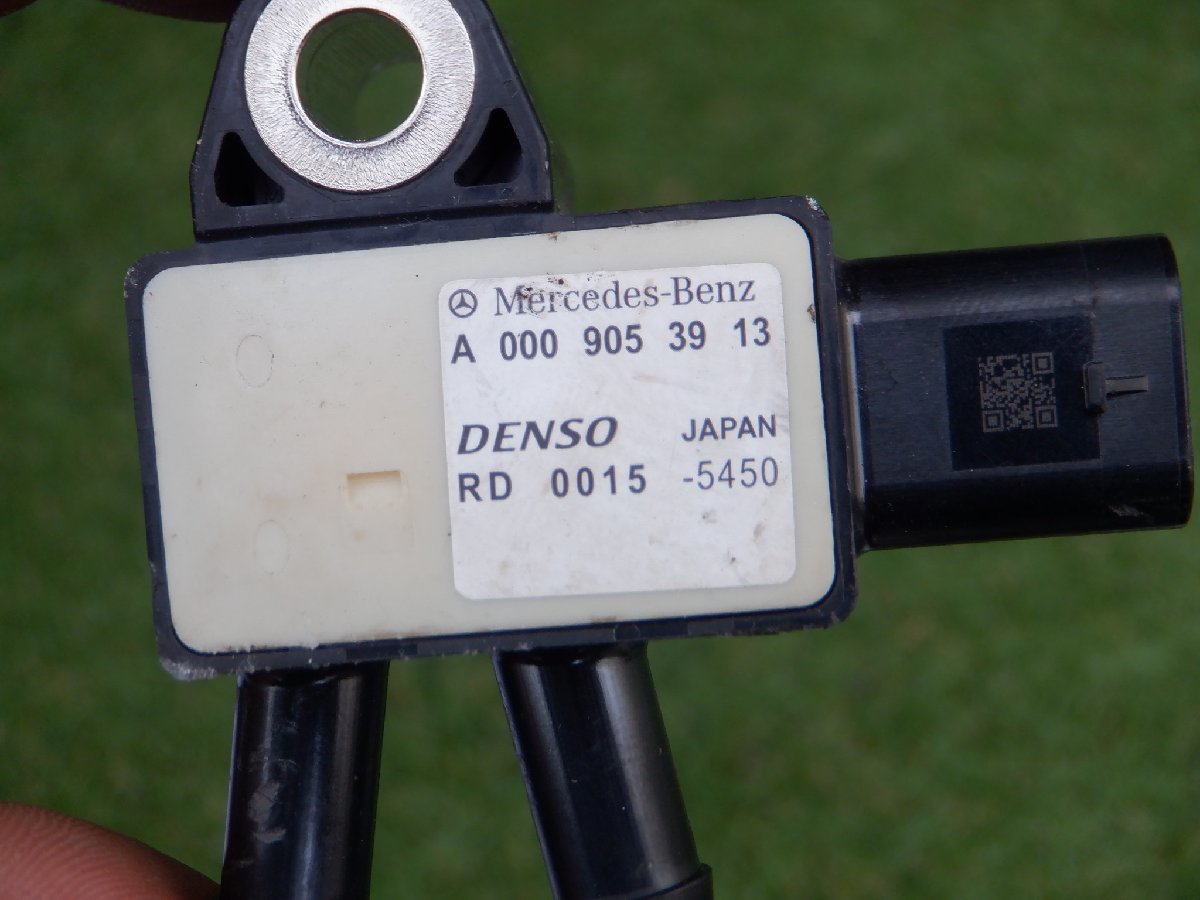 Mercedes-Benz
A 000 905 39 13
DENSO JAPAN
RD 0015 -5450